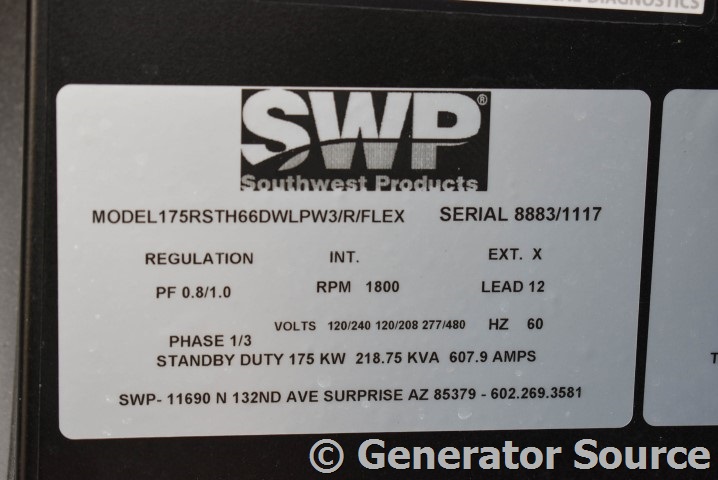 DIAGNOSTICS
SWP®
Southwest Products
MODEL175RSTH66DWLPW3/R/FLEX SERIAL 8883/1117
REGULATION INT. EXT. X
PF 0.8/1.0 RPM 1800 LEAD 12
VOLTS 120/240 120/208 277/480 HZ 60
PHASE 1/3
STANDBY DUTY 175 KW 218.75 KVA 607.9 AMPS
SWP- 11690 N 132ND AVE SURPRISE AZ 85379 - 602.269.3581
© Generator Source